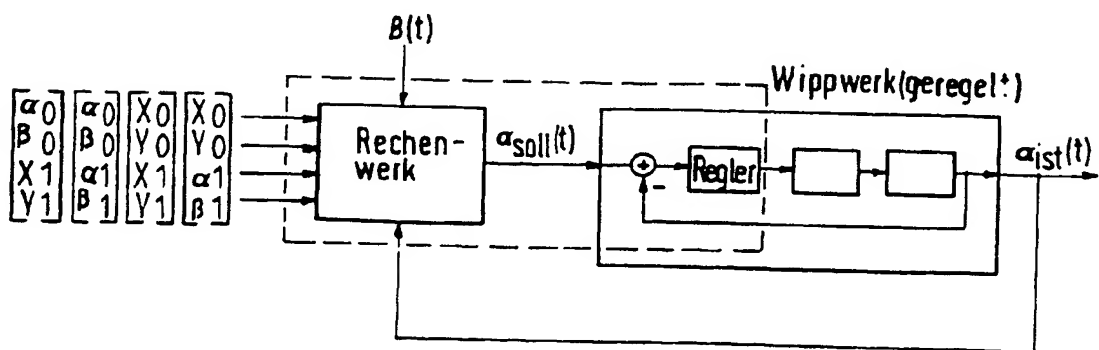 β(t)
Wippwerk(geregelt)
[α0 β0 X1 Y1] [α0 β0 α1 β1] [X0 Y0 X1 Y1] [X0 Y0 α1 β1]
Rechen-
werk
αsoll(t)
+
−
Regler
αist(t)